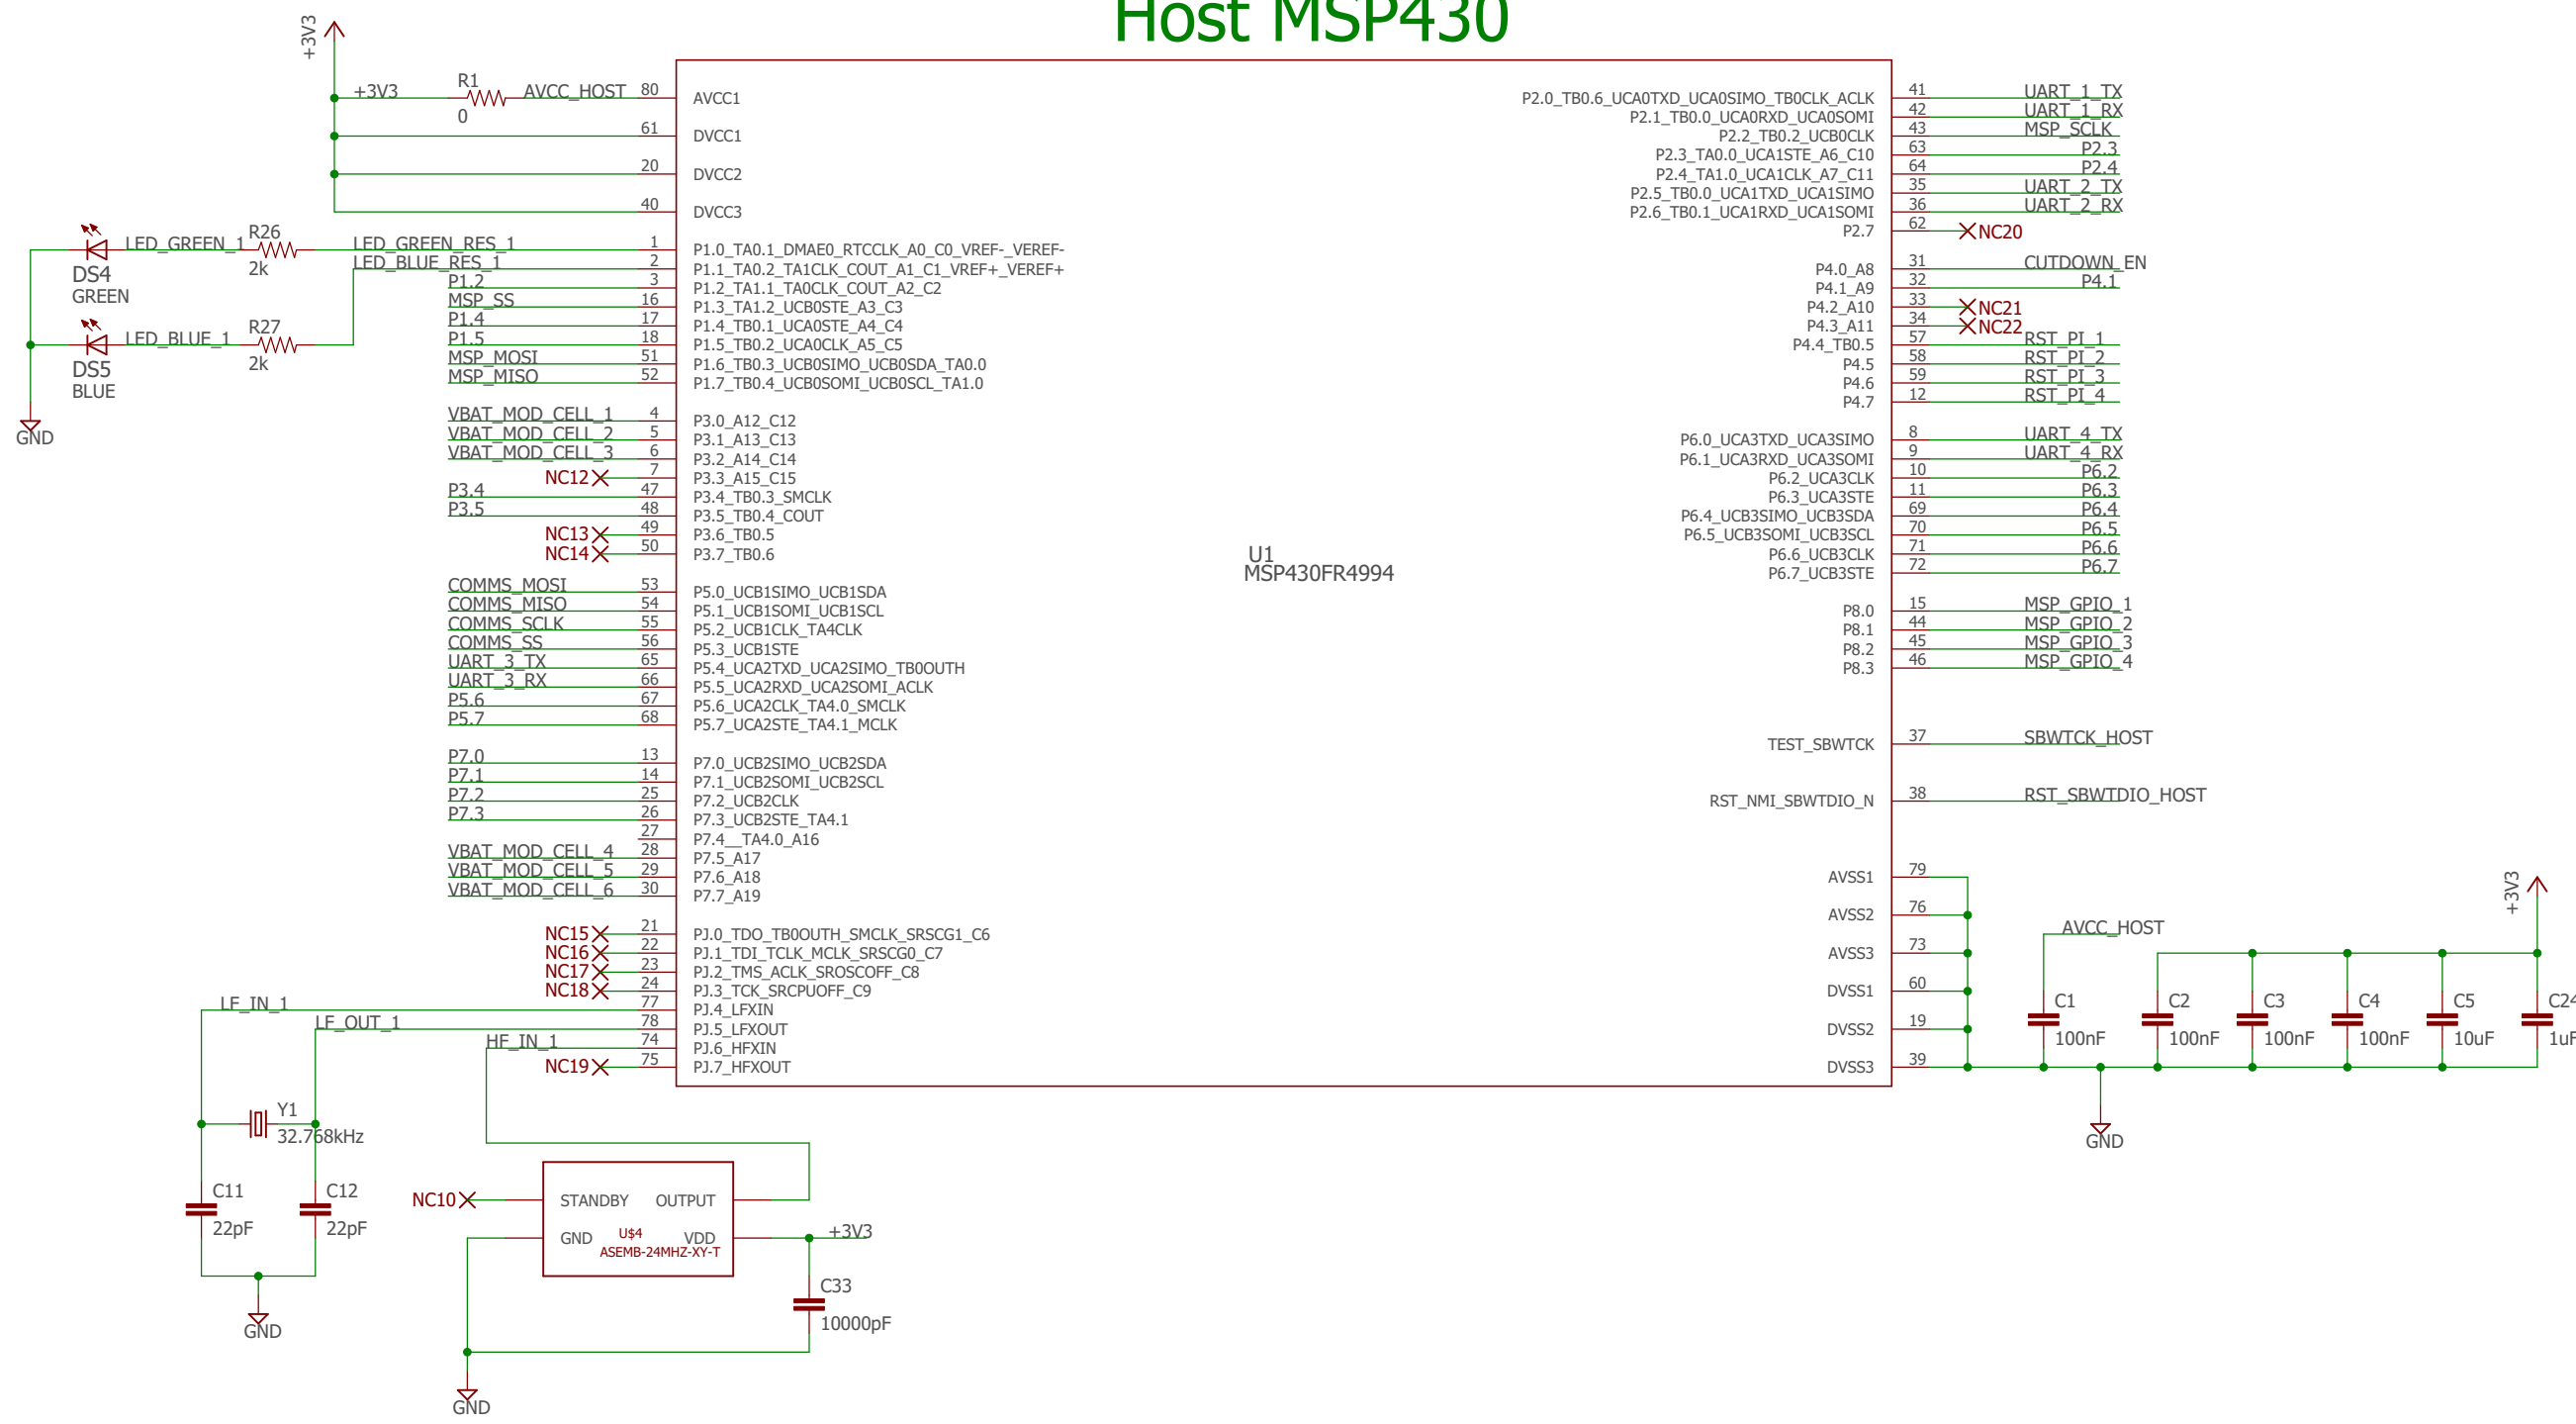 Host MSP430
+3V3
+3V3
R1
0
AVCC_HOST
80 AVCC1
61 DVCC1
20 DVCC2
40 DVCC3
LED_GREEN_1
R26
2k
LED_GREEN_RES_1
DS4
GREEN
LED_BLUE_RES_1
LED_BLUE_1
R27
2k
DS5
BLUE
GND
1 P1.0_TA0.1_DMAE0_RTCCLK_A0_C0_VREF-_VEREF-
2 P1.1_TA0.2_TA1CLK_COUT_A1_C1_VREF+_VEREF+
P1.2 3 P1.2_TA1.1_TA0CLK_COUT_A2_C2
MSP_SS 16 P1.3_TA1.2_UCB0STE_A3_C3
P1.4 17 P1.4_TB0.1_UCA0STE_A4_C4
P1.5 18 P1.5_TB0.2_UCA0CLK_A5_C5
MSP_MOSI 51 P1.6_TB0.3_UCB0SIMO_UCB0SDA_TA0.0
MSP_MISO 52 P1.7_TB0.4_UCB0SOMI_UCB0SCL_TA1.0
VBAT_MOD_CELL_1 4 P3.0_A12_C12
VBAT_MOD_CELL_2 5 P3.1_A13_C13
VBAT_MOD_CELL_3 6 P3.2_A14_C14
NC12 7 P3.3_A15_C15
P3.4 47 P3.4_TB0.3_SMCLK
P3.5 48 P3.5_TB0.4_COUT
NC13 49 P3.6_TB0.5
NC14 50 P3.7_TB0.6
COMMS_MOSI 53 P5.0_UCB1SIMO_UCB1SDA
COMMS_MISO 54 P5.1_UCB1SOMI_UCB1SCL
COMMS_SCLK 55 P5.2_UCB1CLK_TA4CLK
COMMS_SS 56 P5.3_UCB1STE
UART_3_TX 65 P5.4_UCA2TXD_UCA2SIMO_TB0OUTH
UART_3_RX 66 P5.5_UCA2RXD_UCA2SOMI_ACLK
P5.6 67 P5.6_UCA2CLK_TA4.0_SMCLK
P5.7 68 P5.7_UCA2STE_TA4.1_MCLK
P7.0 13 P7.0_UCB2SIMO_UCB2SDA
P7.1 14 P7.1_UCB2SOMI_UCB2SCL
P7.2 25 P7.2_UCB2CLK
P7.3 26 P7.3_UCB2STE_TA4.1
27 P7.4__TA4.0_A16
VBAT_MOD_CELL_4 28 P7.5_A17
VBAT_MOD_CELL_5 29 P7.6_A18
VBAT_MOD_CELL_6 30 P7.7_A19
NC15 21 PJ.0_TDO_TB0OUTH_SMCLK_SRSCG1_C6
NC16 22 PJ.1_TDI_TCLK_MCLK_SRSCG0_C7
NC17 23 PJ.2_TMS_ACLK_SROSCOFF_C8
NC18 24 PJ.3_TCK_SRCPUOFF_C9
LF_IN_1 77 PJ.4_LFXIN
LF_OUT_1 78 PJ.5_LFXOUT
HF_IN_1 74 PJ.6_HFXIN
NC19 75 PJ.7_HFXOUT
U1
MSP430FR4994
P2.0_TB0.6_UCA0TXD_UCA0SIMO_TB0CLK_ACLK 41 UART_1_TX
P2.1_TB0.0_UCA0RXD_UCA0SOMI 42 UART_1_RX
P2.2_TB0.2_UCB0CLK 43 MSP_SCLK
P2.3_TA0.0_UCA1STE_A6_C10 63 P2.3
P2.4_TA1.0_UCA1CLK_A7_C11 64 P2.4
P2.5_TB0.0_UCA1TXD_UCA1SIMO 35 UART_2_TX
P2.6_TB0.1_UCA1RXD_UCA1SOMI 36 UART_2_RX
P2.7 62 NC20
P4.0_A8 31 CUTDOWN_EN
P4.1_A9 32 P4.1
P4.2_A10 33 NC21
P4.3_A11 34 NC22
P4.4_TB0.5 57 RST_PI_1
P4.5 58 RST_PI_2
P4.6 59 RST_PI_3
P4.7 12 RST_PI_4
P6.0_UCA3TXD_UCA3SIMO 8 UART_4_TX
P6.1_UCA3RXD_UCA3SOMI 9 UART_4_RX
P6.2_UCA3CLK 10 P6.2
P6.3_UCA3STE 11 P6.3
P6.4_UCB3SIMO_UCB3SDA 69 P6.4
P6.5_UCB3SOMI_UCB3SCL 70 P6.5
P6.6_UCB3CLK 71 P6.6
P6.7_UCB3STE 72 P6.7
P8.0 15 MSP_GPIO_1
P8.1 44 MSP_GPIO_2
P8.2 45 MSP_GPIO_3
P8.3 46 MSP_GPIO_4
TEST_SBWTCK 37 SBWTCK_HOST
RST_NMI_SBWTDIO_N 38 RST_SBWTDIO_HOST
AVSS1 79
AVSS2 76
AVSS3 73
DVSS1 60
DVSS2 19
DVSS3 39
AVCC_HOST
+3V3
C1
100nF
C2
100nF
C3
100nF
C4
100nF
C5
10uF
C24
1uF
GND
Y1
32.768kHz
C11
22pF
C12
22pF
GND
NC10
STANDBY OUTPUT
GND VDD
U$4
ASEMB-24MHZ-XY-T
+3V3
C33
10000pF
GND